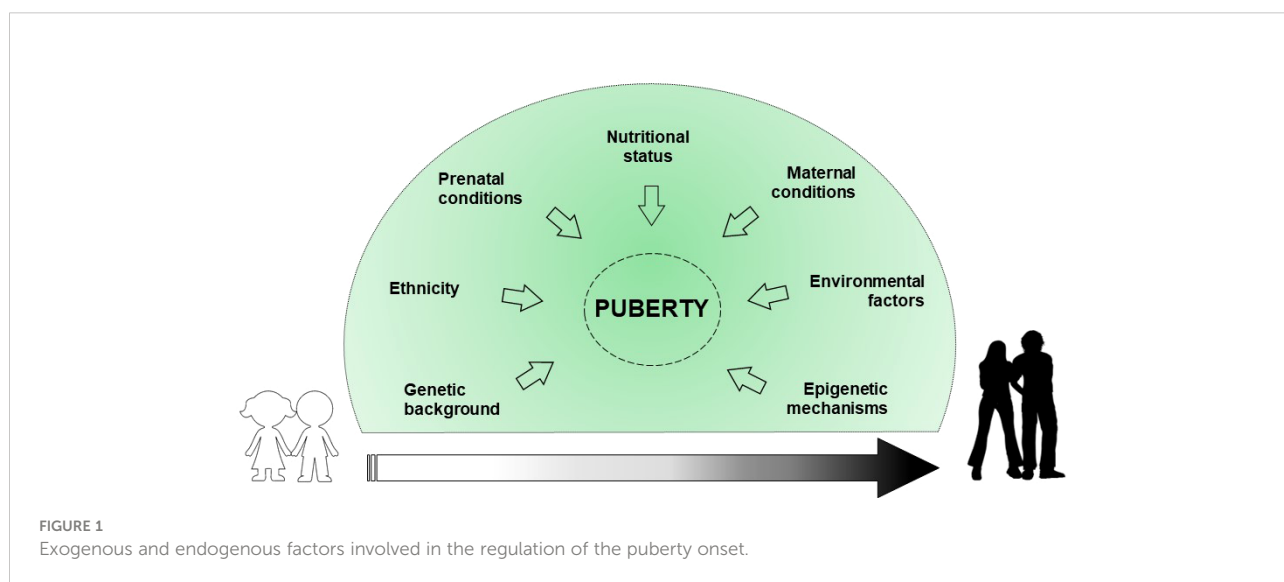 Nutritional
status
Prenatal
conditions
Maternal
conditions
Ethnicity
PUBERTY
Environmental
factors
Genetic
background
Epigenetic
mechanisms
FIGURE 1
Exogenous and endogenous factors involved in the regulation of the puberty onset.